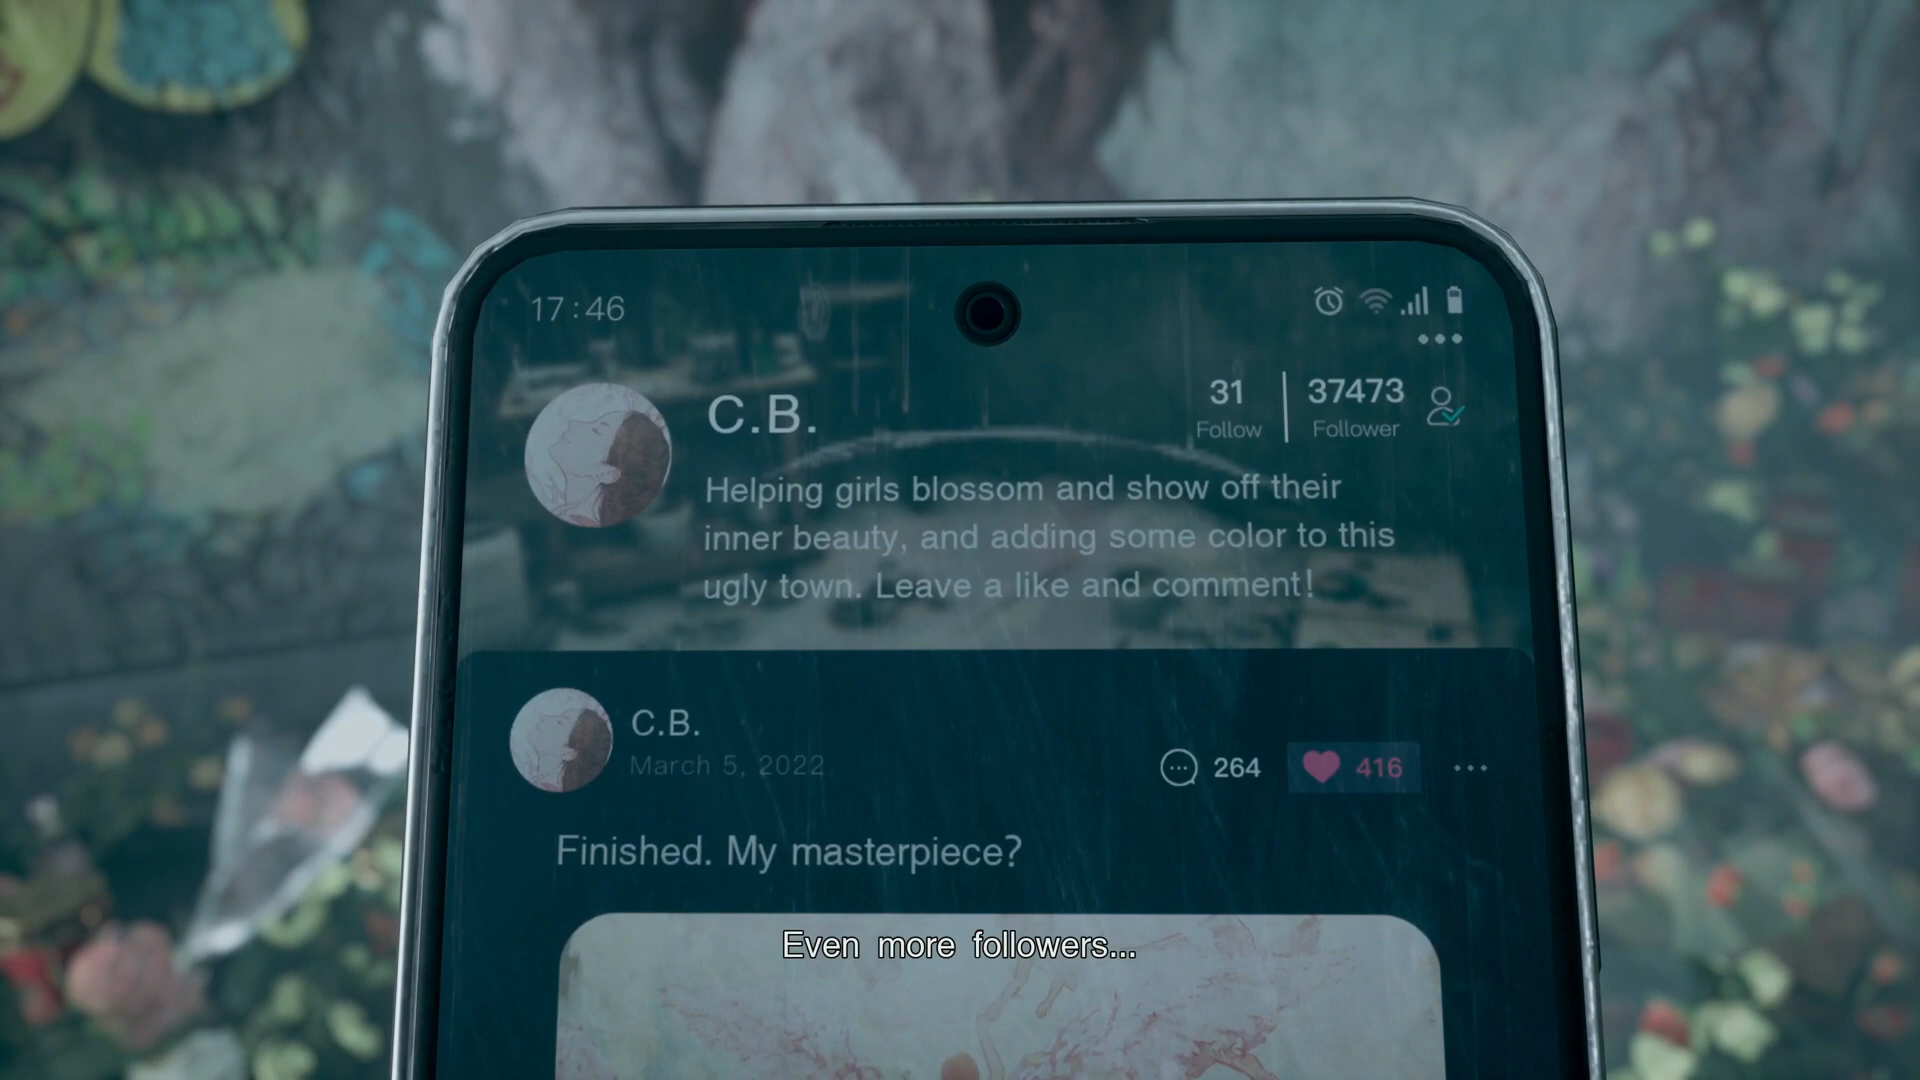 17:46
C.B.
31
Follow
37473
Follower
Helping girls blossom and show off their
inner beauty, and adding some color to this
ugly town. Leave a like and comment!
C.B.
March 5, 2022
264
416
Finished. My masterpiece?
Even more followers...